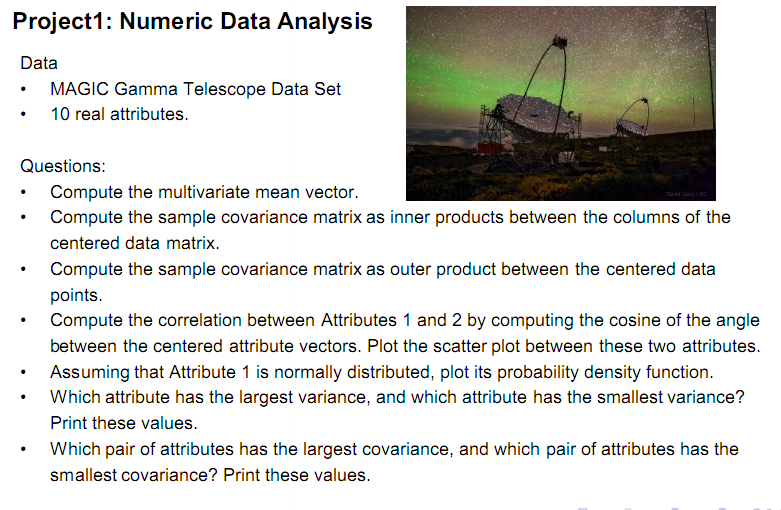 Project1: Numeric Data Analysis
Data
• MAGIC Gamma Telescope Data Set
• 10 real attributes.
Questions:
• Compute the multivariate mean vector.
• Compute the sample covariance matrix as inner products between the columns of the
centered data matrix.
• Compute the sample covariance matrix as outer product between the centered data
points.
• Compute the correlation between Attributes 1 and 2 by computing the cosine of the angle
between the centered attribute vectors. Plot the scatter plot between these two attributes.
• Assuming that Attribute 1 is normally distributed, plot its probability density function.
• Which attribute has the largest variance, and which attribute has the smallest variance?
Print these values.
• Which pair of attributes has the largest covariance, and which pair of attributes has the
smallest covariance? Print these values.